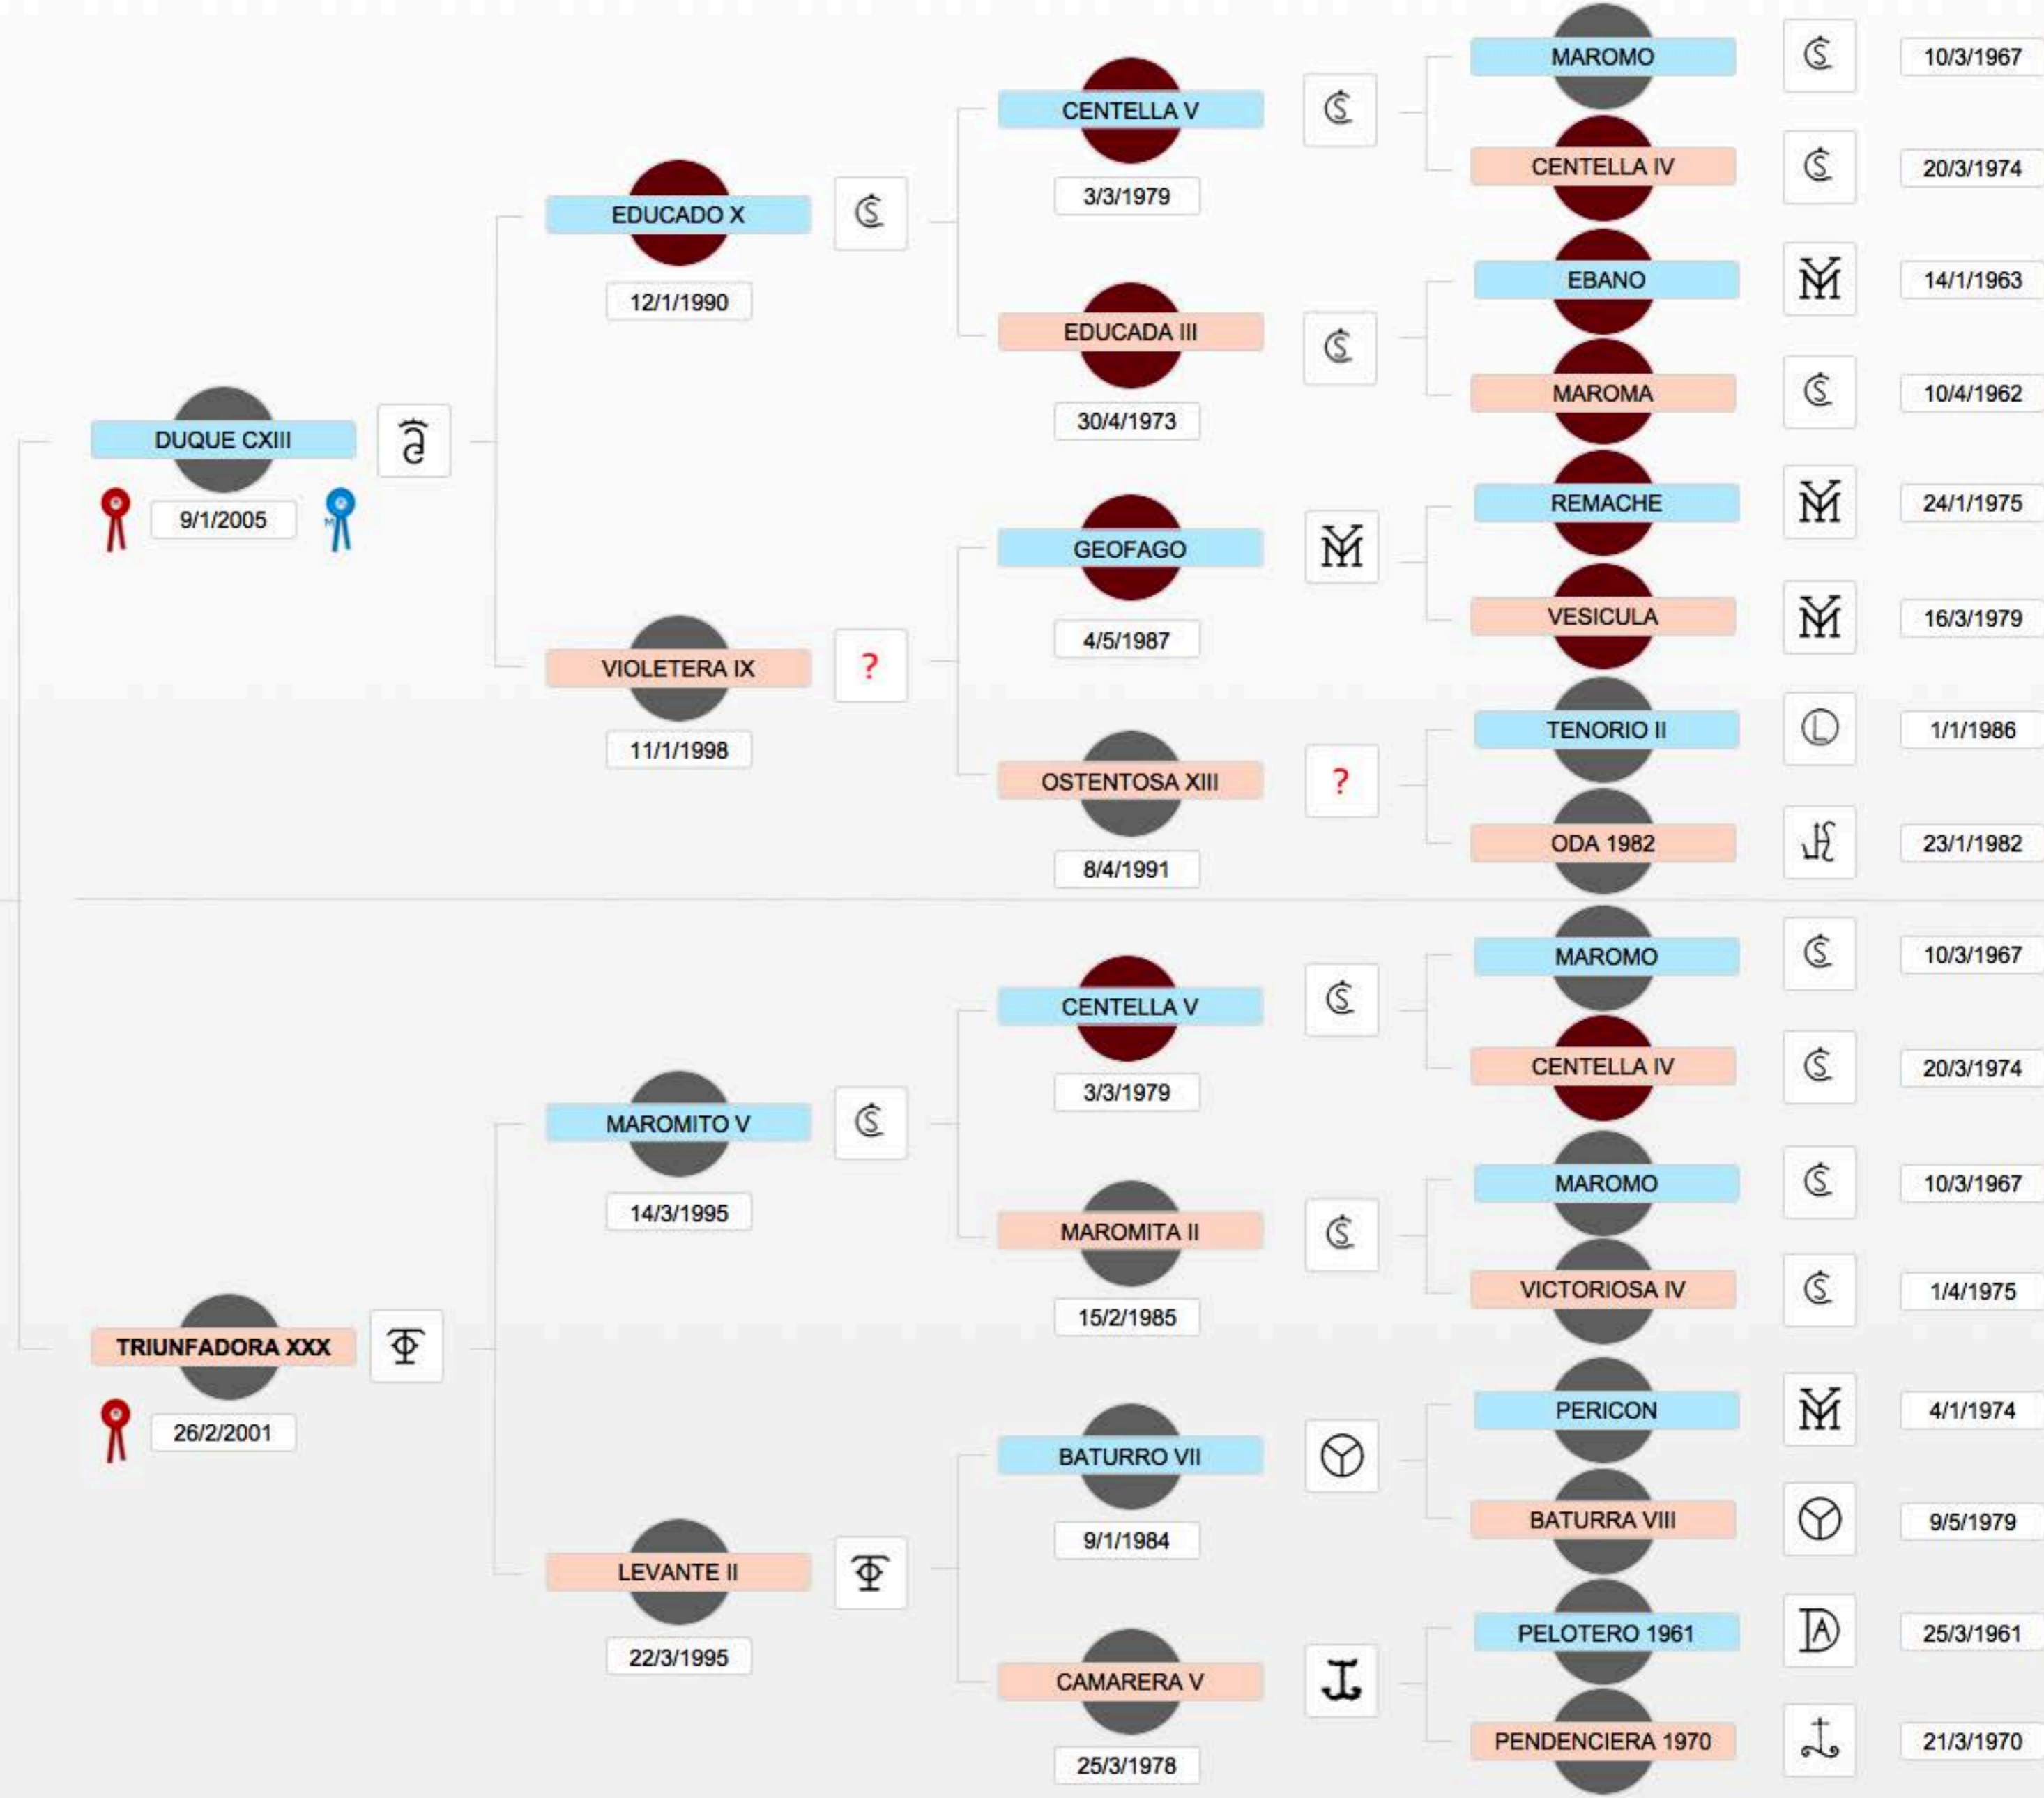 MAROMO
10/3/1967
CENTELLA V
3/3/1979
CENTELLA IV
20/3/1974
EDUCADO X
12/1/1990
EBANO
14/1/1963
EDUCADA III
30/4/1973
MAROMA
10/4/1962
DUQUE CXIII
9/1/2005
REMACHE
24/1/1975
GEOFAGO
4/5/1987
VESICULA
16/3/1979
VIOLETERA IX
?
11/1/1998
TENORIO II
L
1/1/1986
OSTENTOSA XIII
?
8/4/1991
ODA 1982
23/1/1982
MAROMO
10/3/1967
CENTELLA V
3/3/1979
CENTELLA IV
20/3/1974
MAROMITO V
14/3/1995
MAROMO
10/3/1967
MAROMITA II
15/2/1985
VICTORIOSA IV
1/4/1975
TRIUNFADORA XXX
26/2/2001
PERICON
4/1/1974
BATURRO VII
9/1/1984
BATURRA VIII
9/5/1979
LEVANTE II
22/3/1995
PELOTERO 1961
25/3/1961
CAMARERA V
25/3/1978
PENDENCIERA 1970
21/3/1970